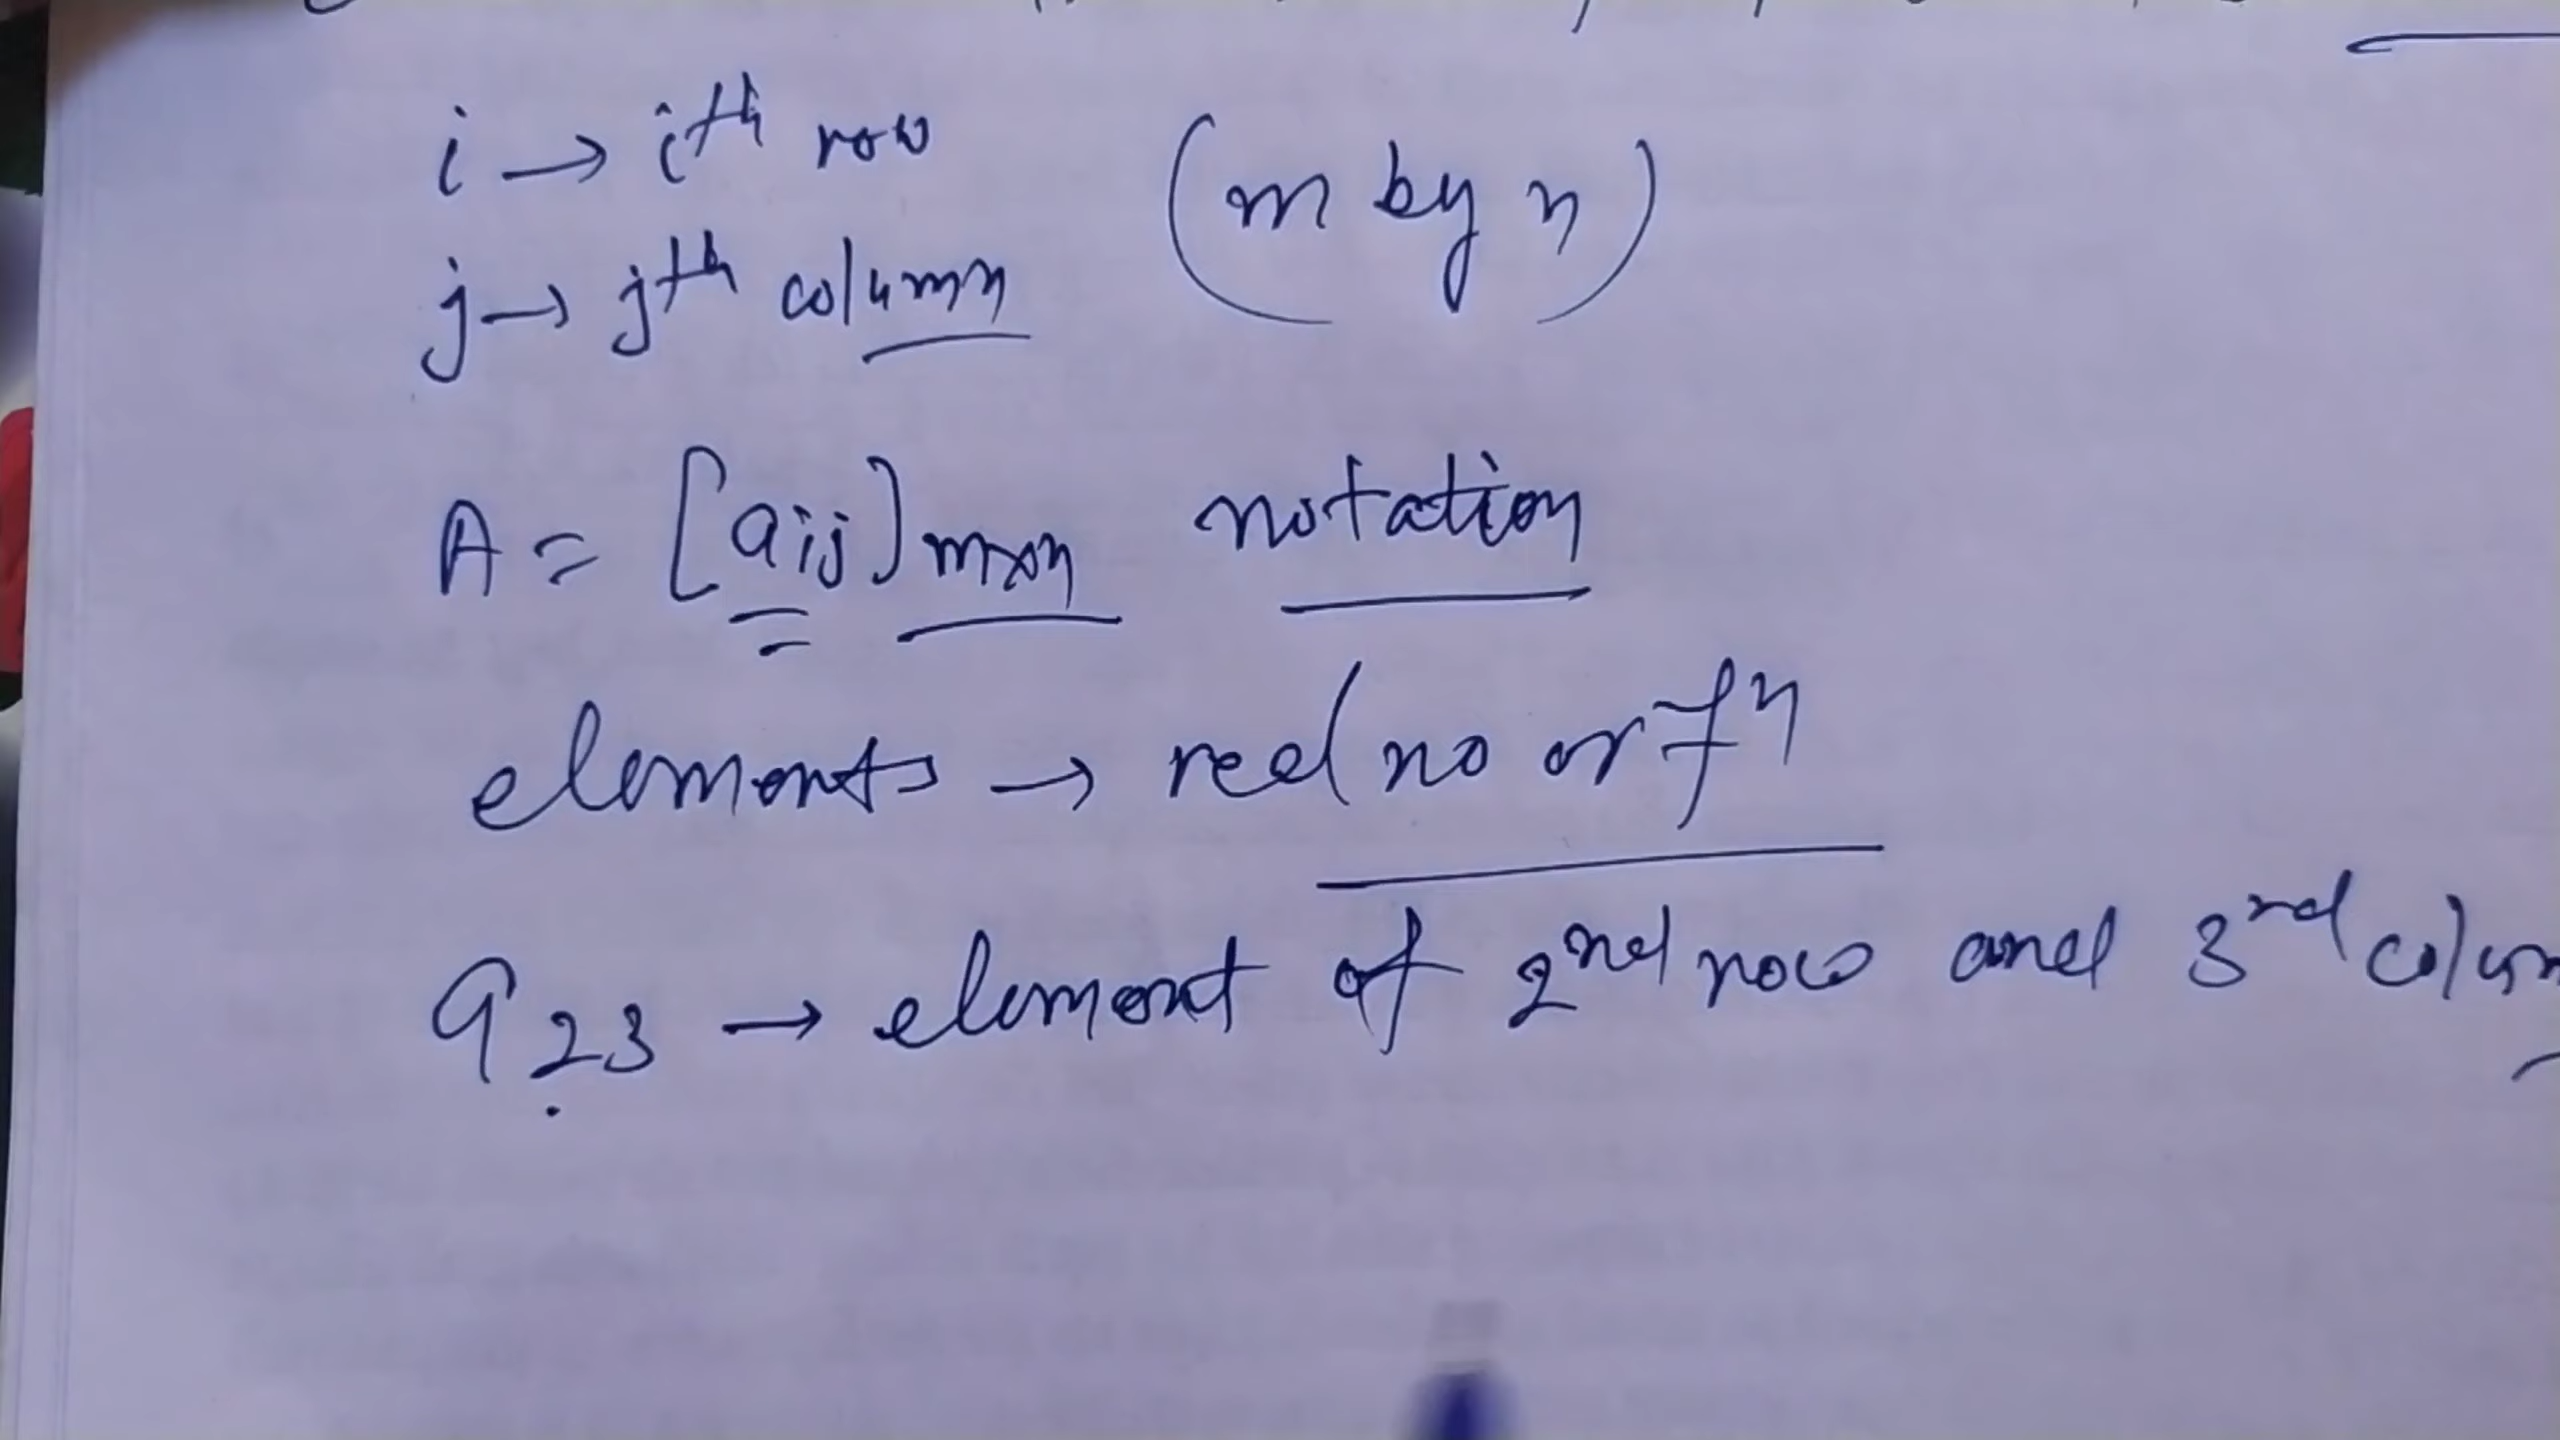 i → iᵗʰ row
(m by n)
j → jᵗʰ column
A = [aij]m×n notation
elements → real no or fⁿ
a23 → element of 2ⁿᵈ row and 3ʳᵈ colum